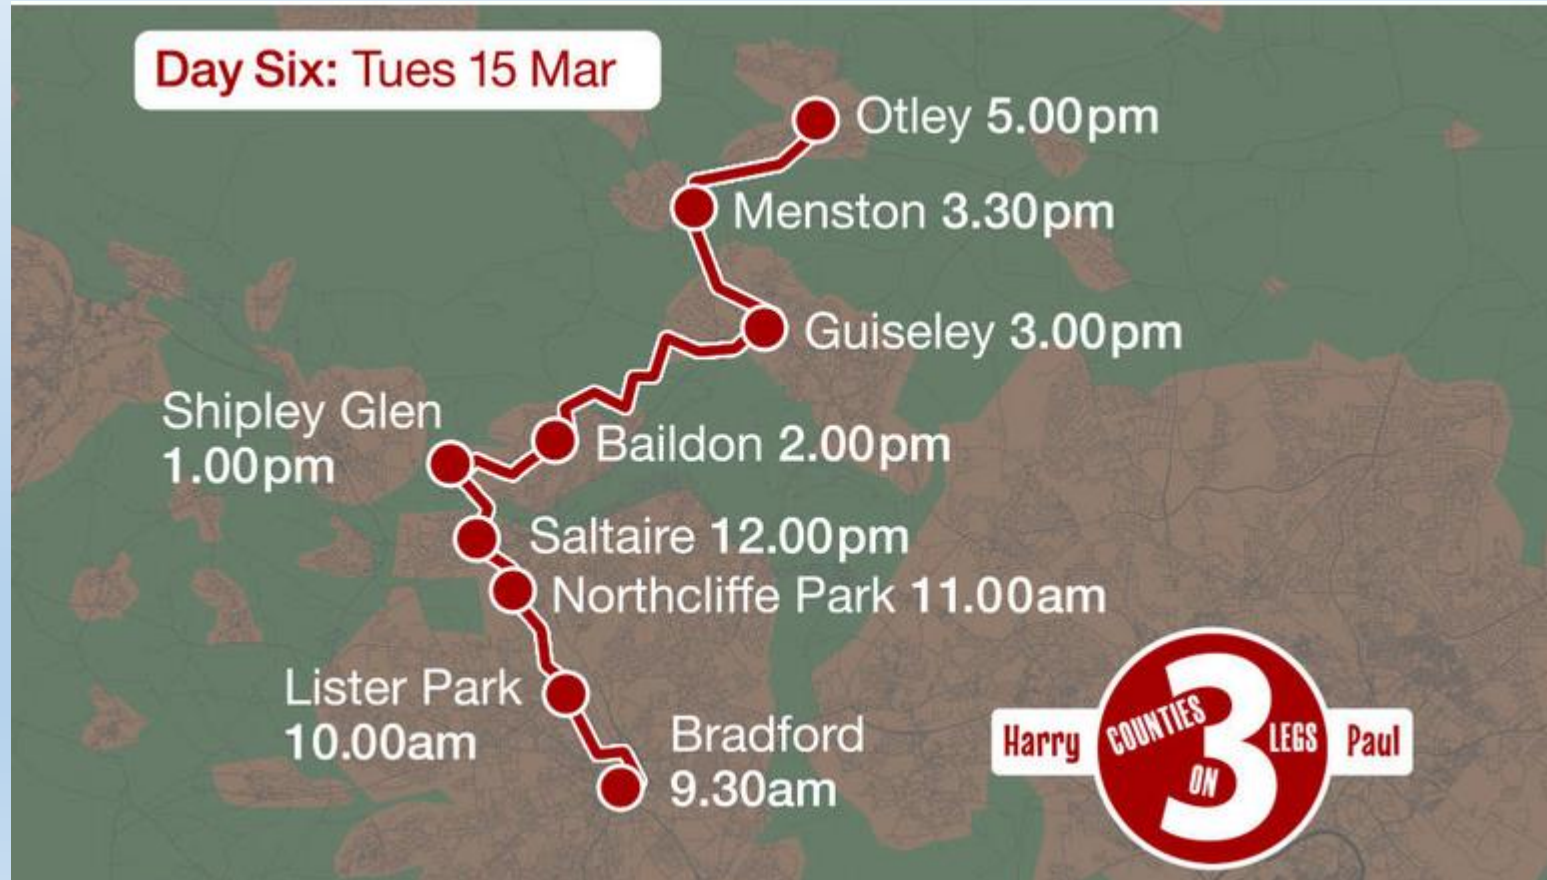 Day Six: Tues 15 Mar
Otley 5.00pm
Menston 3.30pm
Guiseley 3.00pm
Shipley Glen
1.00pm
Baildon 2.00pm
Saltaire 12.00pm
Northcliffe Park 11.00am
Lister Park
10.00am
Bradford
9.30am
Harry
3
COUNTIES
ON
LEGS
Paul